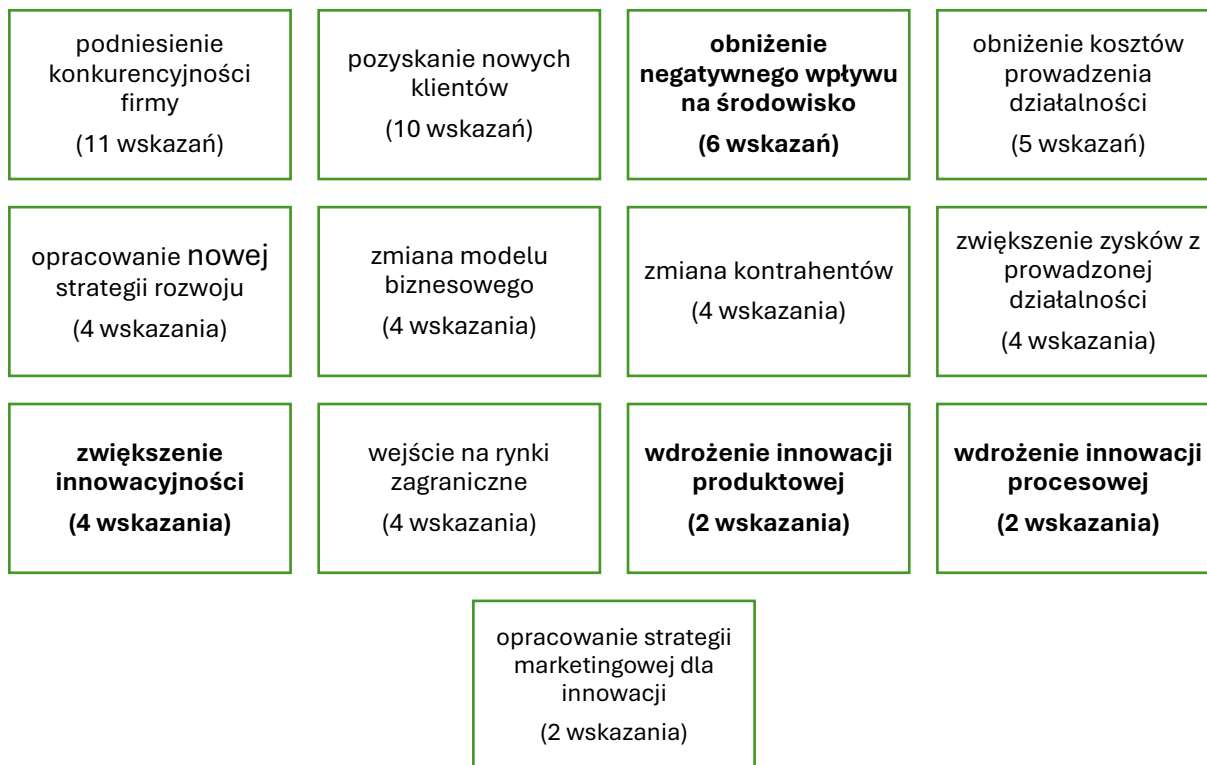 podniesienie
konkurencyjności
firmy
(11 wskazań)
pozyskanie nowych
klientów
(10 wskazań)
obniżenie
negatywnego wpływu
na środowisko
(6 wskazań)
obniżenie kosztów
prowadzenia
działalności
(5 wskazań)
opracowanie nowej
strategii rozwoju
(4 wskazania)
zmiana modelu
biznesowego
(4 wskazania)
zmiana kontrahentów
(4 wskazania)
zwiększenie zysków z
prowadzonej
działalności
(4 wskazania)
zwiększenie
innowacyjności
(4 wskazania)
wejście na rynki
zagraniczne
(4 wskazania)
wdrożenie innowacji
produktowej
(2 wskazania)
wdrożenie innowacji
procesowej
(2 wskazania)
opracowanie strategii
marketingowej dla
innowacji
(2 wskazania)